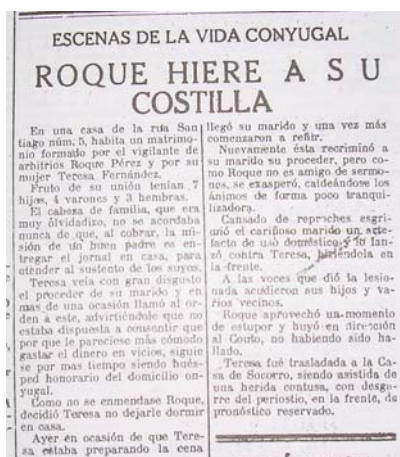 ESCENAS DE LA VIDA CONYUGAL
ROQUE HIERE A SU
COSTILLA
En una casa de la rúa San
tiago núm. 5, habita un matrimo-
nio formado por el vigilante de
arbitrios Roque Pérez y por su
mujer Teresa Fernández.
Fruto de su unión tenían 7
hijos, 4 varones y 3 hembras.
El cabeza de familia, que era
muy olvidadizo, no se acordaba
nunca de que, al cobrar, la mi-
sión de un buen padre es en-
tregar el jornal en casa, para
atender al sustento de los suyos.
Teresa veía con gran disgusto
el proceder de su marido y en
mas de una ocasión llamó al or-
den a este, advirtiéndole que no
estaba dispuesta a consentir que
por que le pareciese más cómodo
gastar el dinero en vicios, siguie
se por mas tiempo siendo hués-
ped honorario del domicilio con-
yugal.
Como no se enmendase Roque,
decidió Teresa no dejarle dormir
en casa.
Ayer en ocasión de que Tere-
sa estaba preparando la cena
llegó su marido y una vez más
comenzaron a reñir.
Nuevamente ésta recriminó a
su marido su proceder, pero co-
mo Roque no es amigo de sermo-
nes, se exasperó, caldeándose los
ánimos de forma poco tranqui-
lizadora.
Cansado de reproches esgri-
mió el cariñoso marido un arte-
facto de uso doméstico y lo lan-
zó contra Teresa, hiriéndola en
la frente.
A las voces que dió la lesio-
nada acudieron sus hijos y va-
rios vecinos.
Roque aprovechó un momento
de estupor y huyó en dirección
al Couto, no habiendo sido ha-
llado.
Teresa fué trasladada a la Ca-
sa de Socorro, siendo asistida de
una herida contusa, con desga-
rre del periostio, en la frente, de
pronóstico reservado.